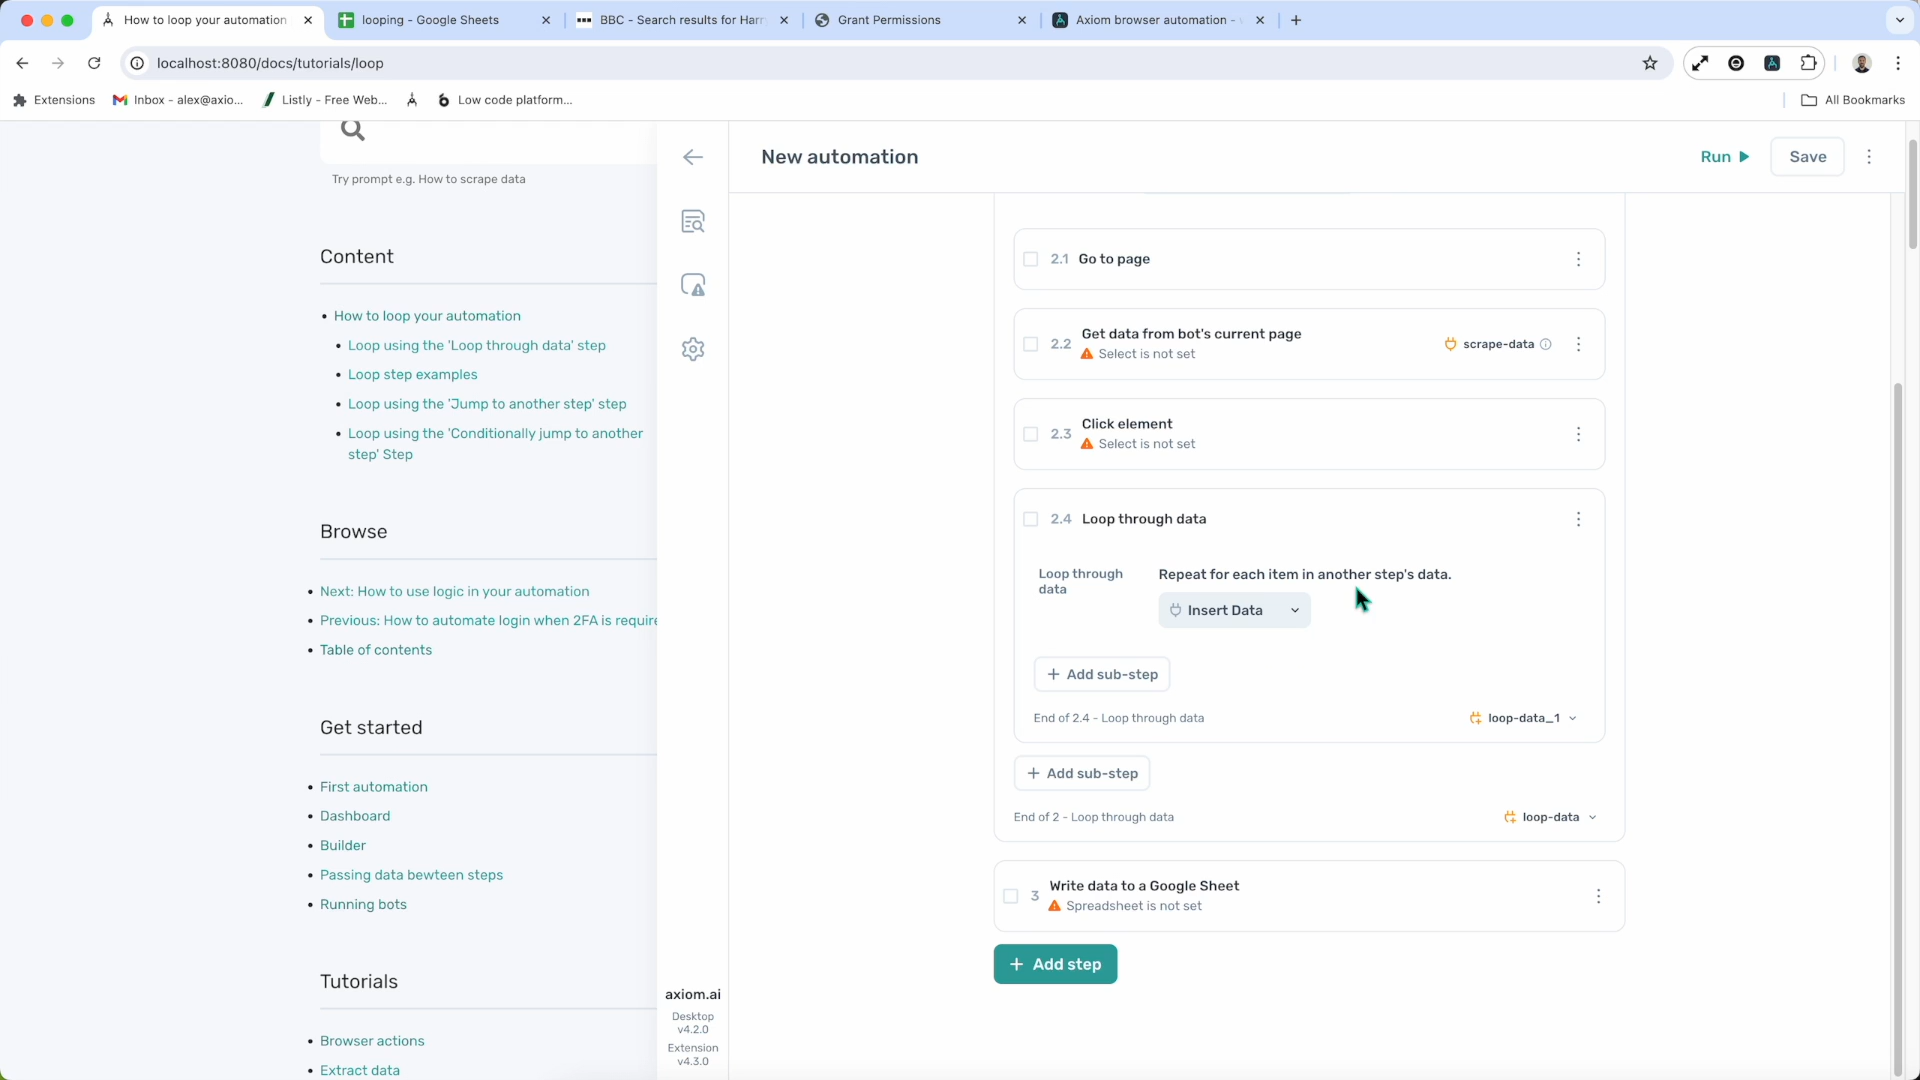 How to loop your automation
looping - Google Sheets
BBC - Search results for Harr
Grant Permissions
Axiom browser automation -
localhost:8080/docs/tutorials/loop
Extensions
Inbox - alex@axio...
Listly - Free Web...
Low code platform...
All Bookmarks
Try prompt e.g. How to scrape data
Content
How to loop your automation
Loop using the 'Loop through data' step
Loop step examples
Loop using the 'Jump to another step' step
Loop using the 'Conditionally jump to another
step' Step
Browse
Next: How to use logic in your automation
Previous: How to automate login when 2FA is require
Table of contents
Get started
First automation
Dashboard
Builder
Passing data bewteen steps
Running bots
Tutorials
Browser actions
Extract data
axiom.ai
Desktop
v4.2.0
Extension
v4.3.0
New automation
Run
Save
2.1 Go to page
2.2 Get data from bot's current page
Select is not set
scrape-data
2.3 Click element
Select is not set
2.4 Loop through data
Loop through
data
Repeat for each item in another step's data.
Insert Data
+ Add sub-step
End of 2.4 - Loop through data
loop-data_1
+ Add sub-step
End of 2 - Loop through data
loop-data
3 Write data to a Google Sheet
Spreadsheet is not set
+ Add step